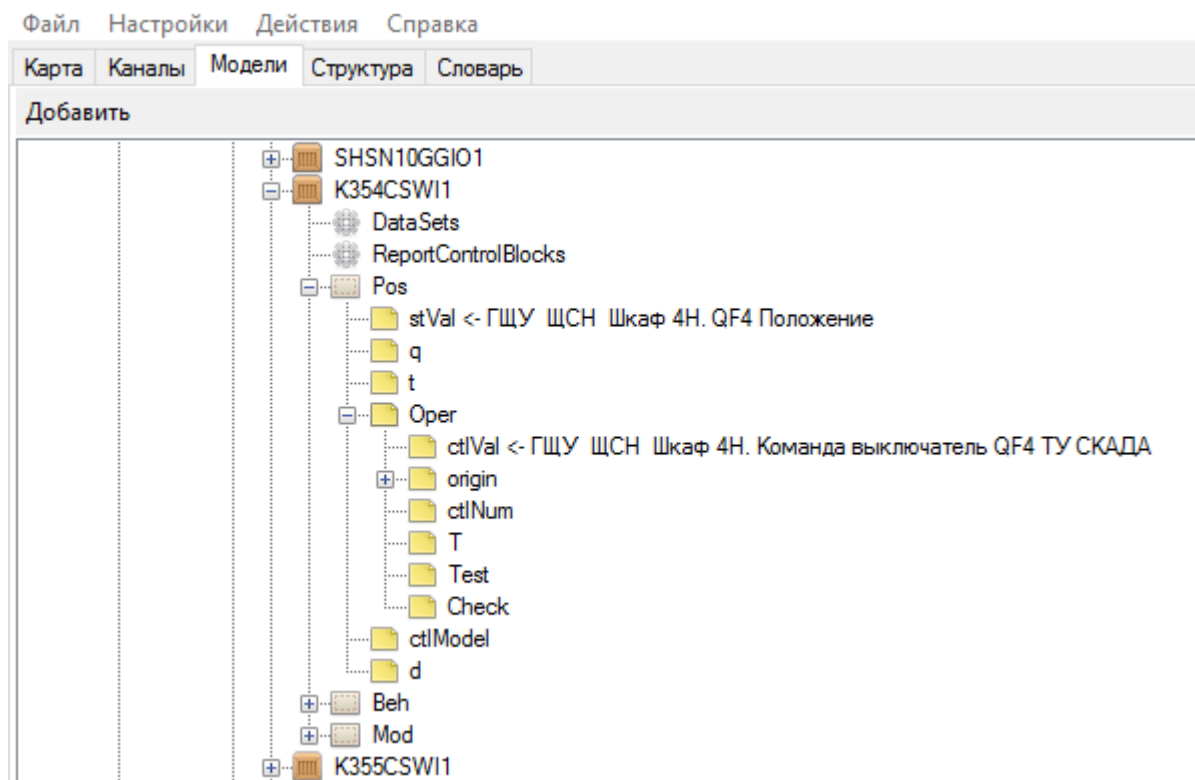 Файл Настройки Действия Справка
Карта Каналы Модели Структура Словарь
Добавить
SHSN10GGIO1
K354CSWI1
DataSets
ReportControlBlocks
Pos
stVal <- ГЩУ ЩСН Шкаф 4Н. QF4 Положение
q
t
Oper
ctlVal <- ГЩУ ЩСН Шкаф 4Н. Команда выключатель QF4 ТУ СКАДА
origin
ctlNum
T
Test
Check
ctlModel
d
Beh
Mod
K355CSWI1